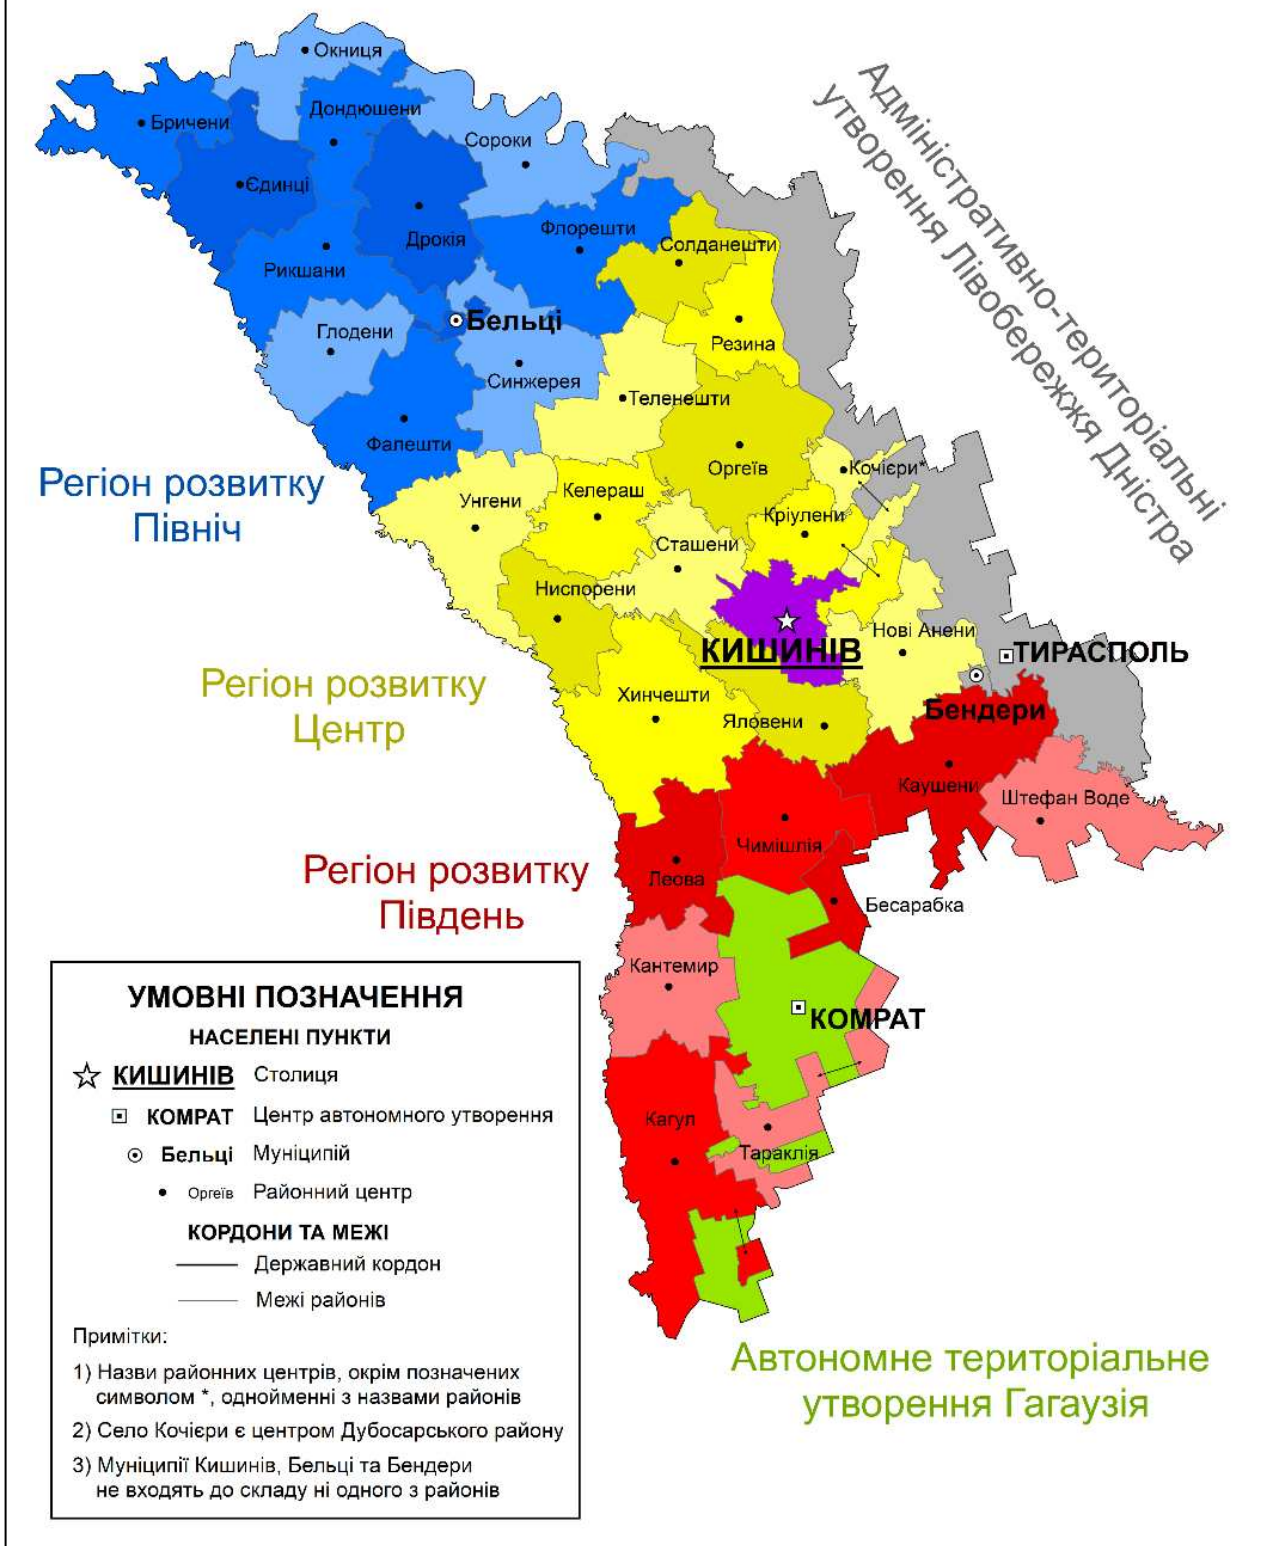 Окниця
Бричени
Дондюшени
Сороки
Єдинці
Дрокія
Флорешти
Рикшани
Солданешти
Глодени
Бельці
Резина
Синжерея
Теленешти
Фалешти
Оргеїв
Кочієри*
Унгени
Келераш
Кріулени
Сташени
Ниспорени
Нові Анени
КИШИНІВ
ТИРАСПОЛЬ
Хинчешти
Яловени
Бендери
Каушени
Штефан Воде
Чимішлія
Леова
Бесарабка
Кантемир
КОМРАТ
Кагул
Тараклія
Адміністративно-територіальні
утворення Лівобережжя Дністра
Регіон розвитку
Північ
Регіон розвитку
Центр
Регіон розвитку
Південь
Автономне територіальне
утворення Гагаузія
УМОВНІ ПОЗНАЧЕННЯ
НАСЕЛЕНІ ПУНКТИ
КИШИНІВ Столиця
КОМРАТ Центр автономного утворення
Бельці Муніципій
Оргеїв Районний центр
КОРДОНИ ТА МЕЖІ
Державний кордон
Межі районів
Примітки:
1) Назви районних центрів, окрім позначених
символом *, однойменні з назвами районів
2) Село Кочієри є центром Дубосарського району
3) Муніципії Кишинів, Бельці та Бендери
не входять до складу ні одного з районів